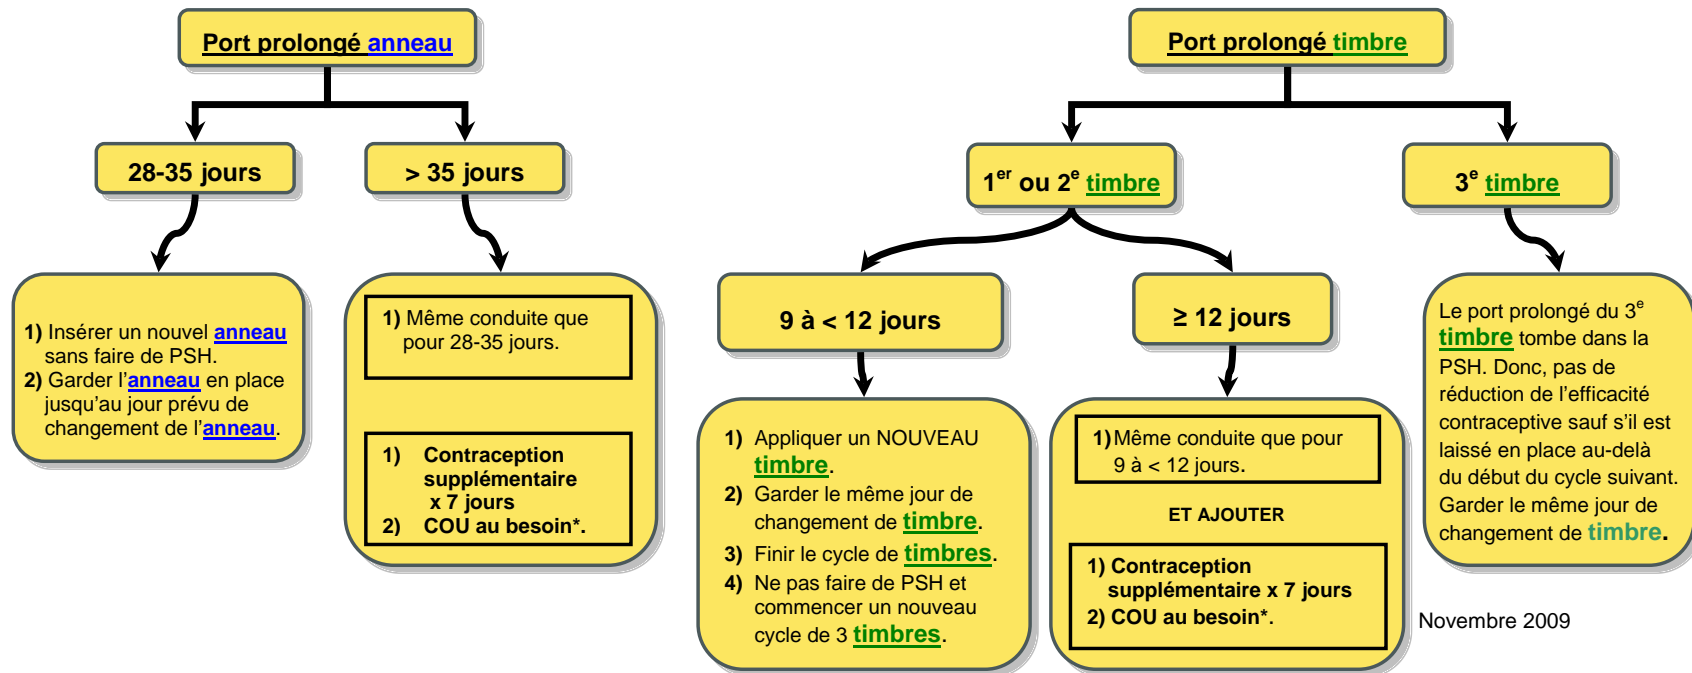 Port prolongé anneau
28-35 jours
> 35 jours
1) Insérer un nouvel anneau
sans faire de PSH.
2) Garder l’anneau en place
jusqu’au jour prévu de
changement de l’anneau.
1) Même conduite que
pour 28-35 jours.
1) Contraception
supplémentaire
x 7 jours
2) COU au besoin*.
Port prolongé timbre
1er ou 2e timbre
3e timbre
9 à < 12 jours
≥ 12 jours
1) Appliquer un NOUVEAU
timbre.
2) Garder le même jour de
changement de timbre.
3) Finir le cycle de timbres.
4) Ne pas faire de PSH et
commencer un nouveau
cycle de 3 timbres.
1) Même conduite que pour
9 à < 12 jours.
ET AJOUTER
1) Contraception
supplémentaire x 7 jours
2) COU au besoin*.
Le port prolongé du 3e
timbre tombe dans la
PSH. Donc, pas de
réduction de l’efficacité
contraceptive sauf s’il est
laissé en place au-delà
du début du cycle suivant.
Garder le même jour de
changement de timbre.
Novembre 2009